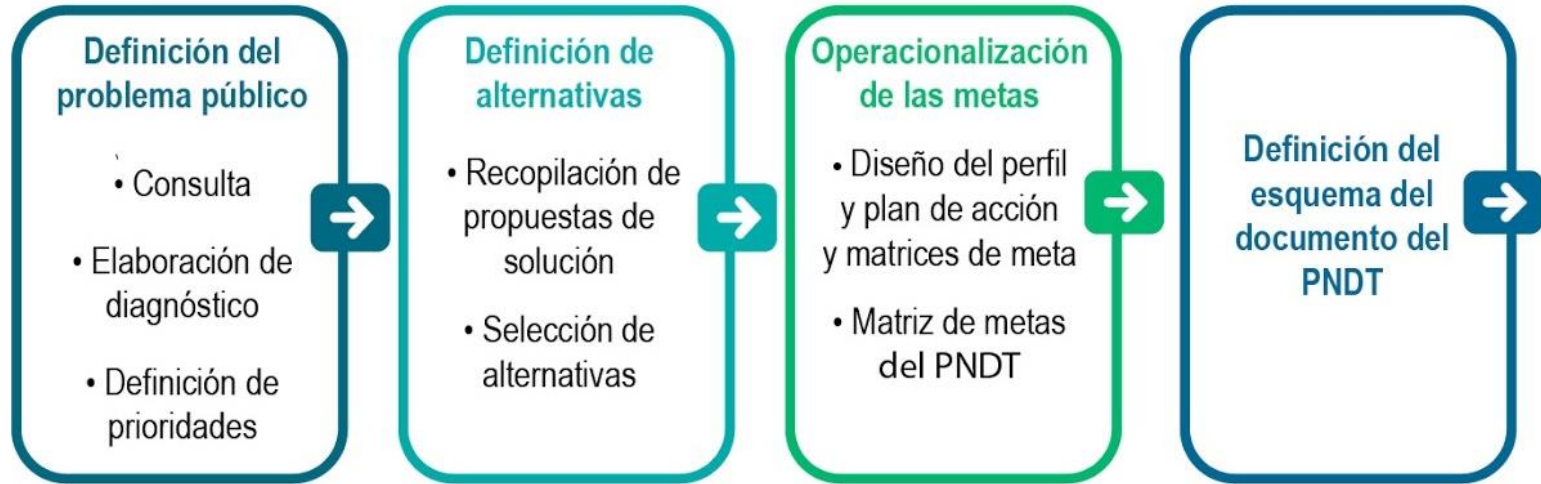 Definición del
problema público
• Consulta
• Elaboración de
diagnóstico
• Definición de
prioridades
Definición de
alternativas
• Recopilación de
propuestas de
solución
• Selección de
alternativas
Operacionalización
de las metas
• Diseño del perfil
y plan de acción
y matrices de meta
• Matriz de metas
del PNDT
Definición del
esquema del
documento del
PNDT